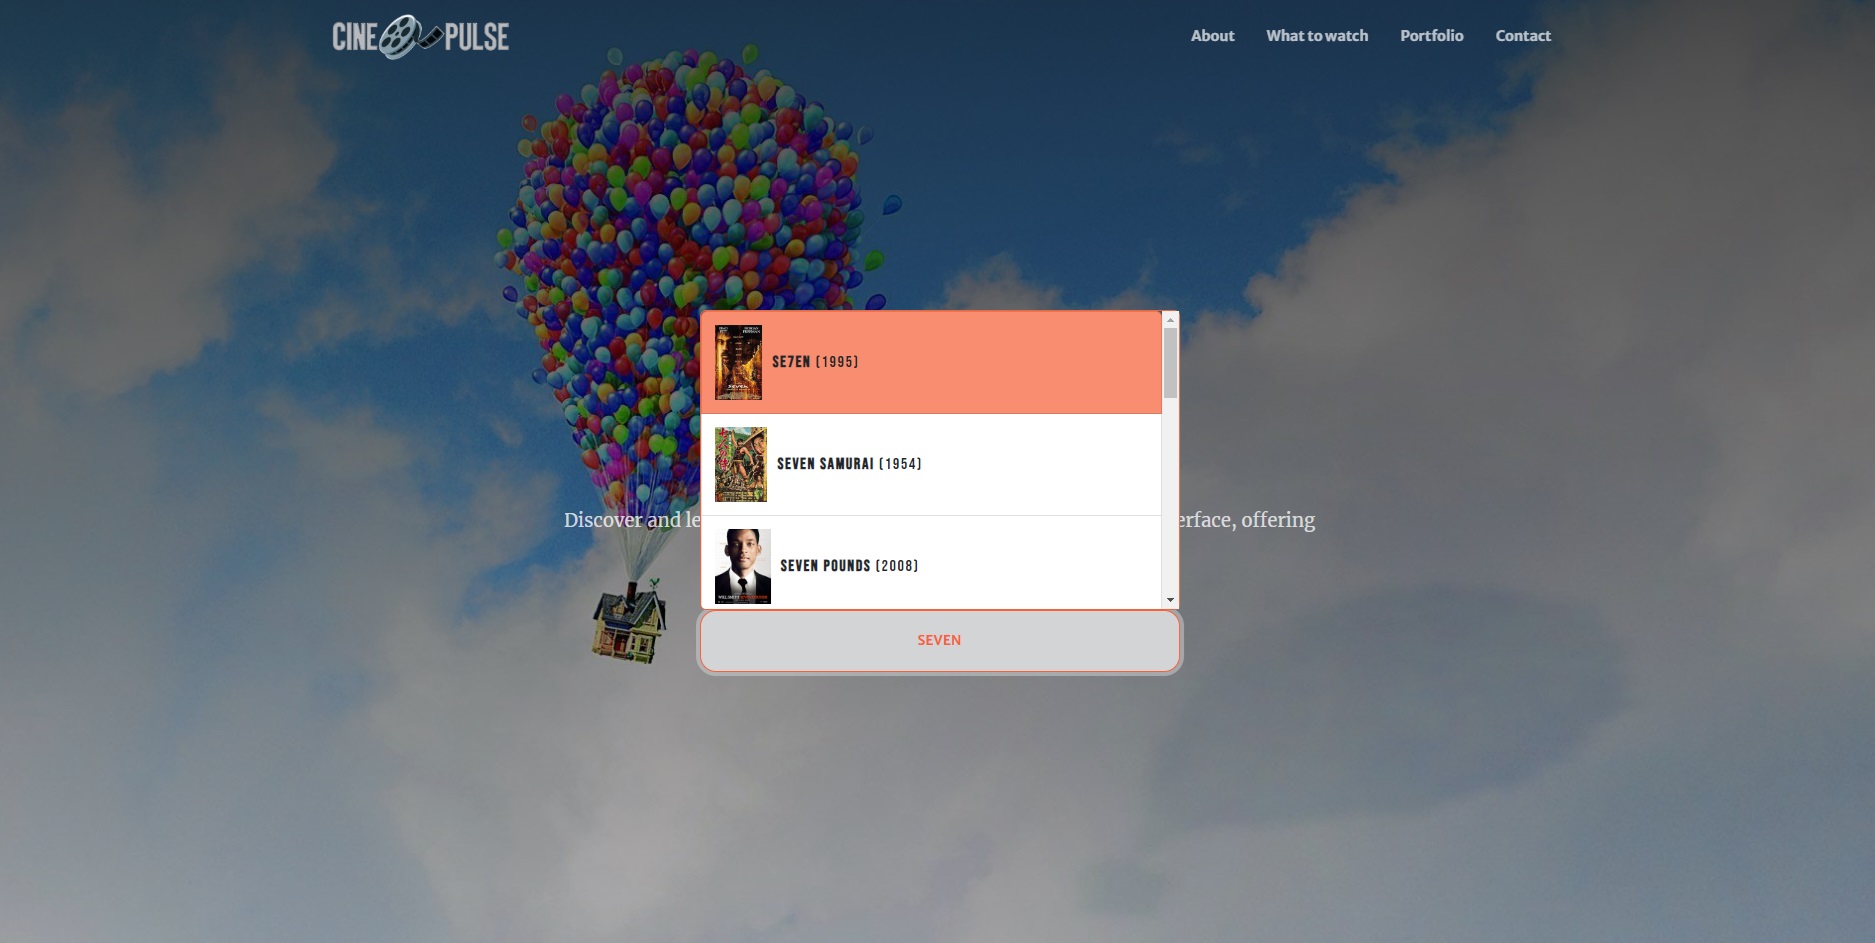 CINE PULSE
About
What to watch
Portfolio
Contact
SE7EN (1995)
SEVEN SAMURAI (1954)
SEVEN POUNDS (2008)
Discover and le
erface, offering
SEVEN